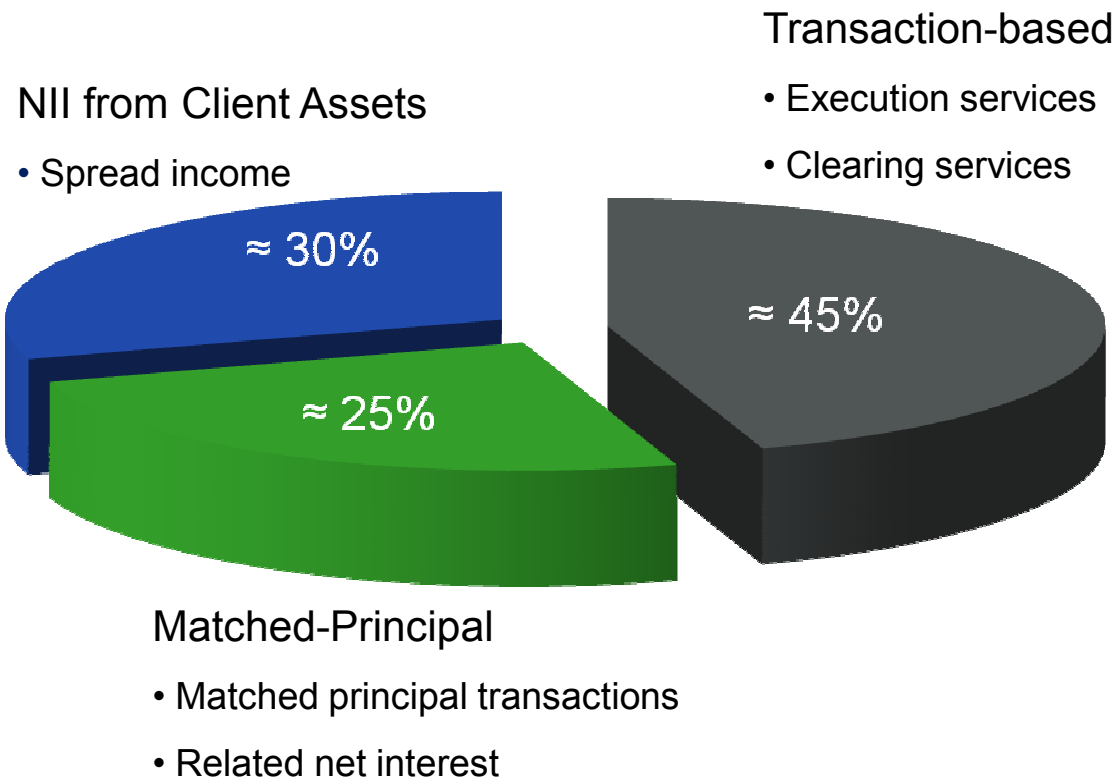 Transaction-based
• Execution services
• Clearing services
NII from Client Assets
• Spread income
≈ 30%
≈ 45%
≈ 25%
Matched-Principal
• Matched principal transactions
• Related net interest